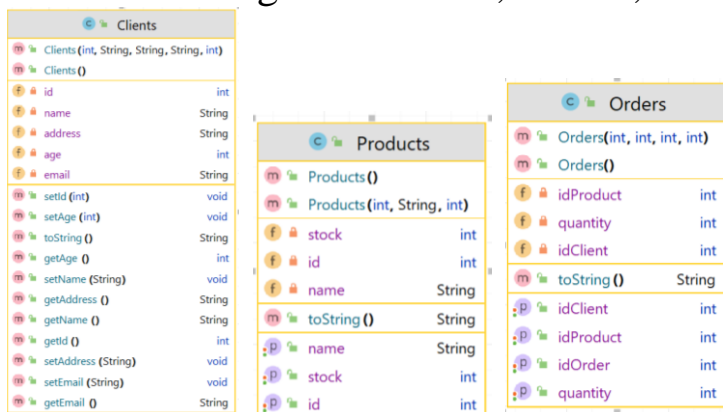 Clients
Clients(int, String, String, String, int)
Clients()
id int
name String
address String
age int
email String
setId(int) void
setAge(int) void
toString() String
getAge() int
setName(String) void
getAddress() String
getName() String
getId() int
setAddress(String) void
setEmail(String) void
getEmail() String
Products
Products()
Products(int, String, int)
stock int
id int
name String
toString() String
name String
stock int
id int
Orders
Orders(int, int, int, int)
Orders()
idProduct int
quantity int
idClient int
toString() String
idClient int
idProduct int
idOrder int
quantity int